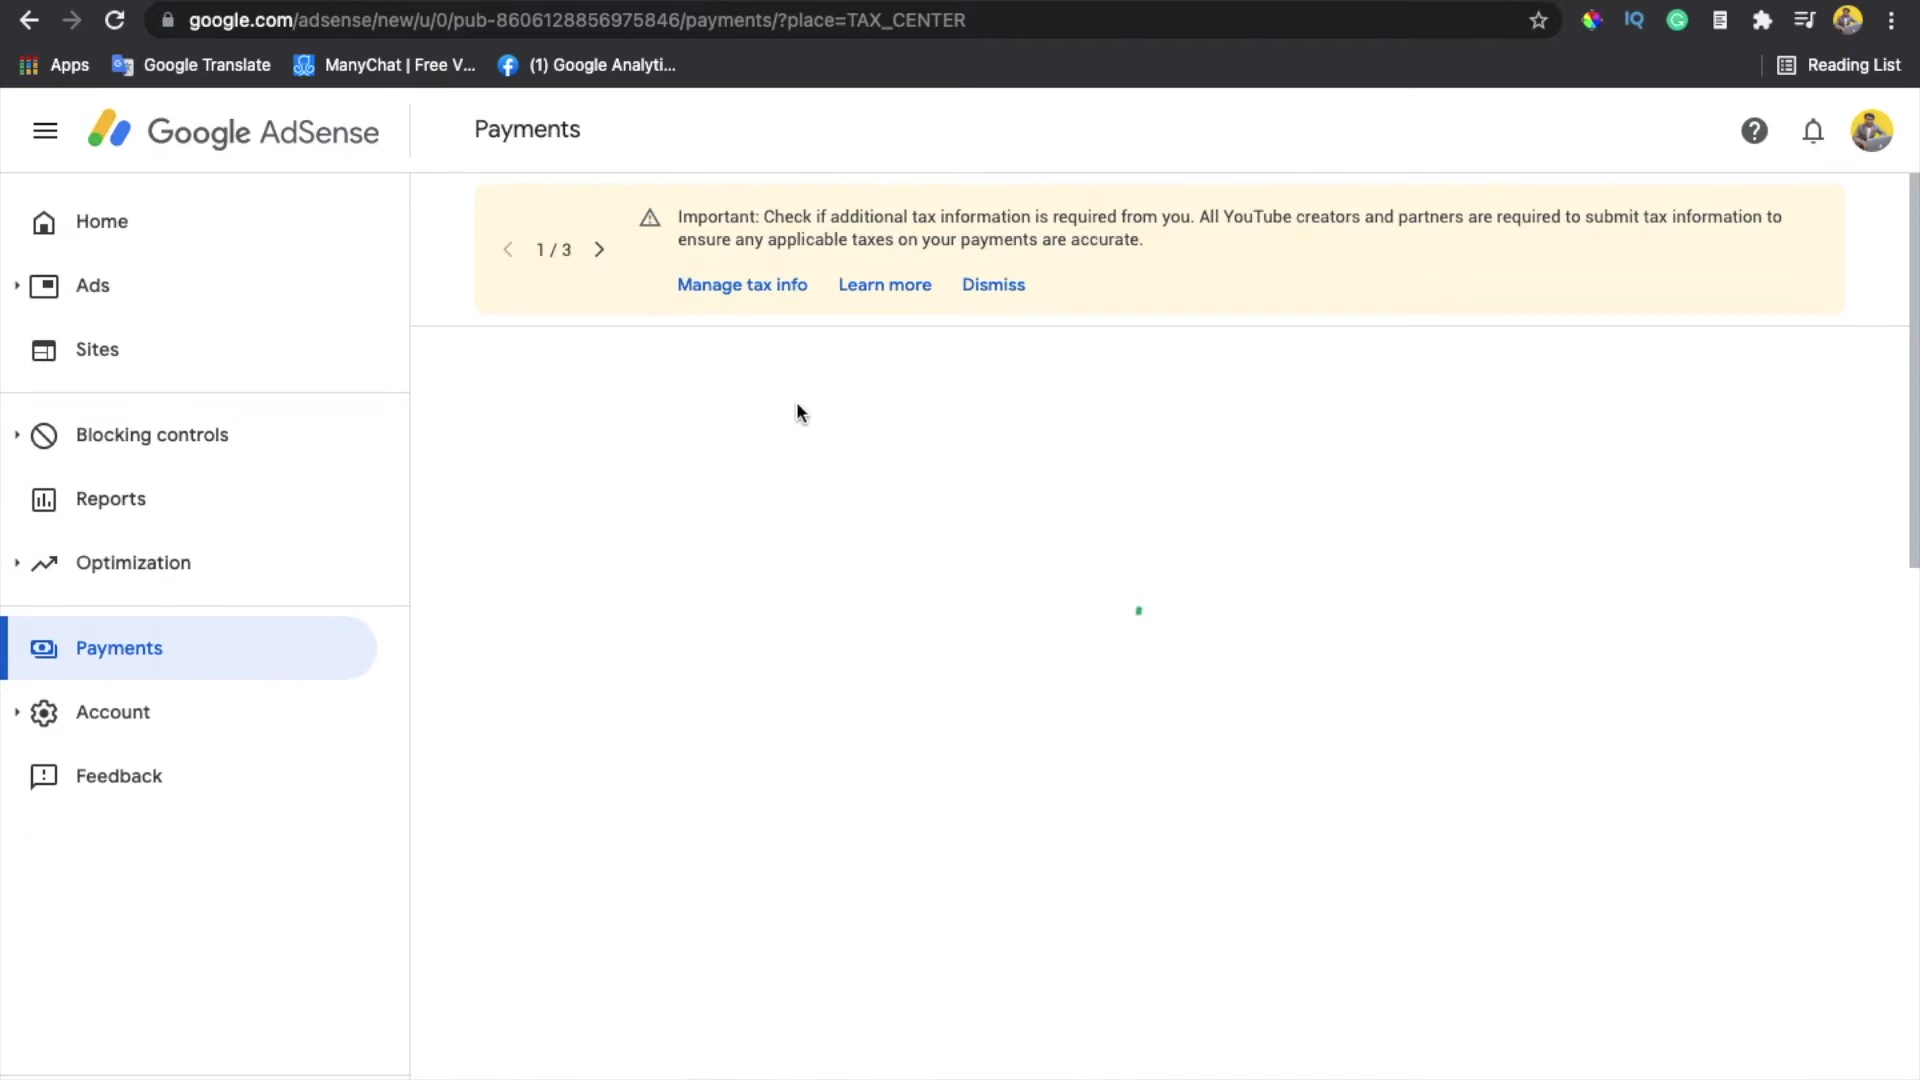 google.com/adsense/new/u/0/pub-8606128856975846/payments/?place=TAX_CENTER
IQ
Apps
Google Translate
ManyChat | Free V...
(1) Google Analyti...
Reading List
Google AdSense
Payments
Home
Ads
Sites
Blocking controls
Reports
Optimization
Payments
Account
Feedback
1 / 3
Important: Check if additional tax information is required from you. All YouTube creators and partners are required to submit tax information to
ensure any applicable taxes on your payments are accurate.
Manage tax info
Learn more
Dismiss